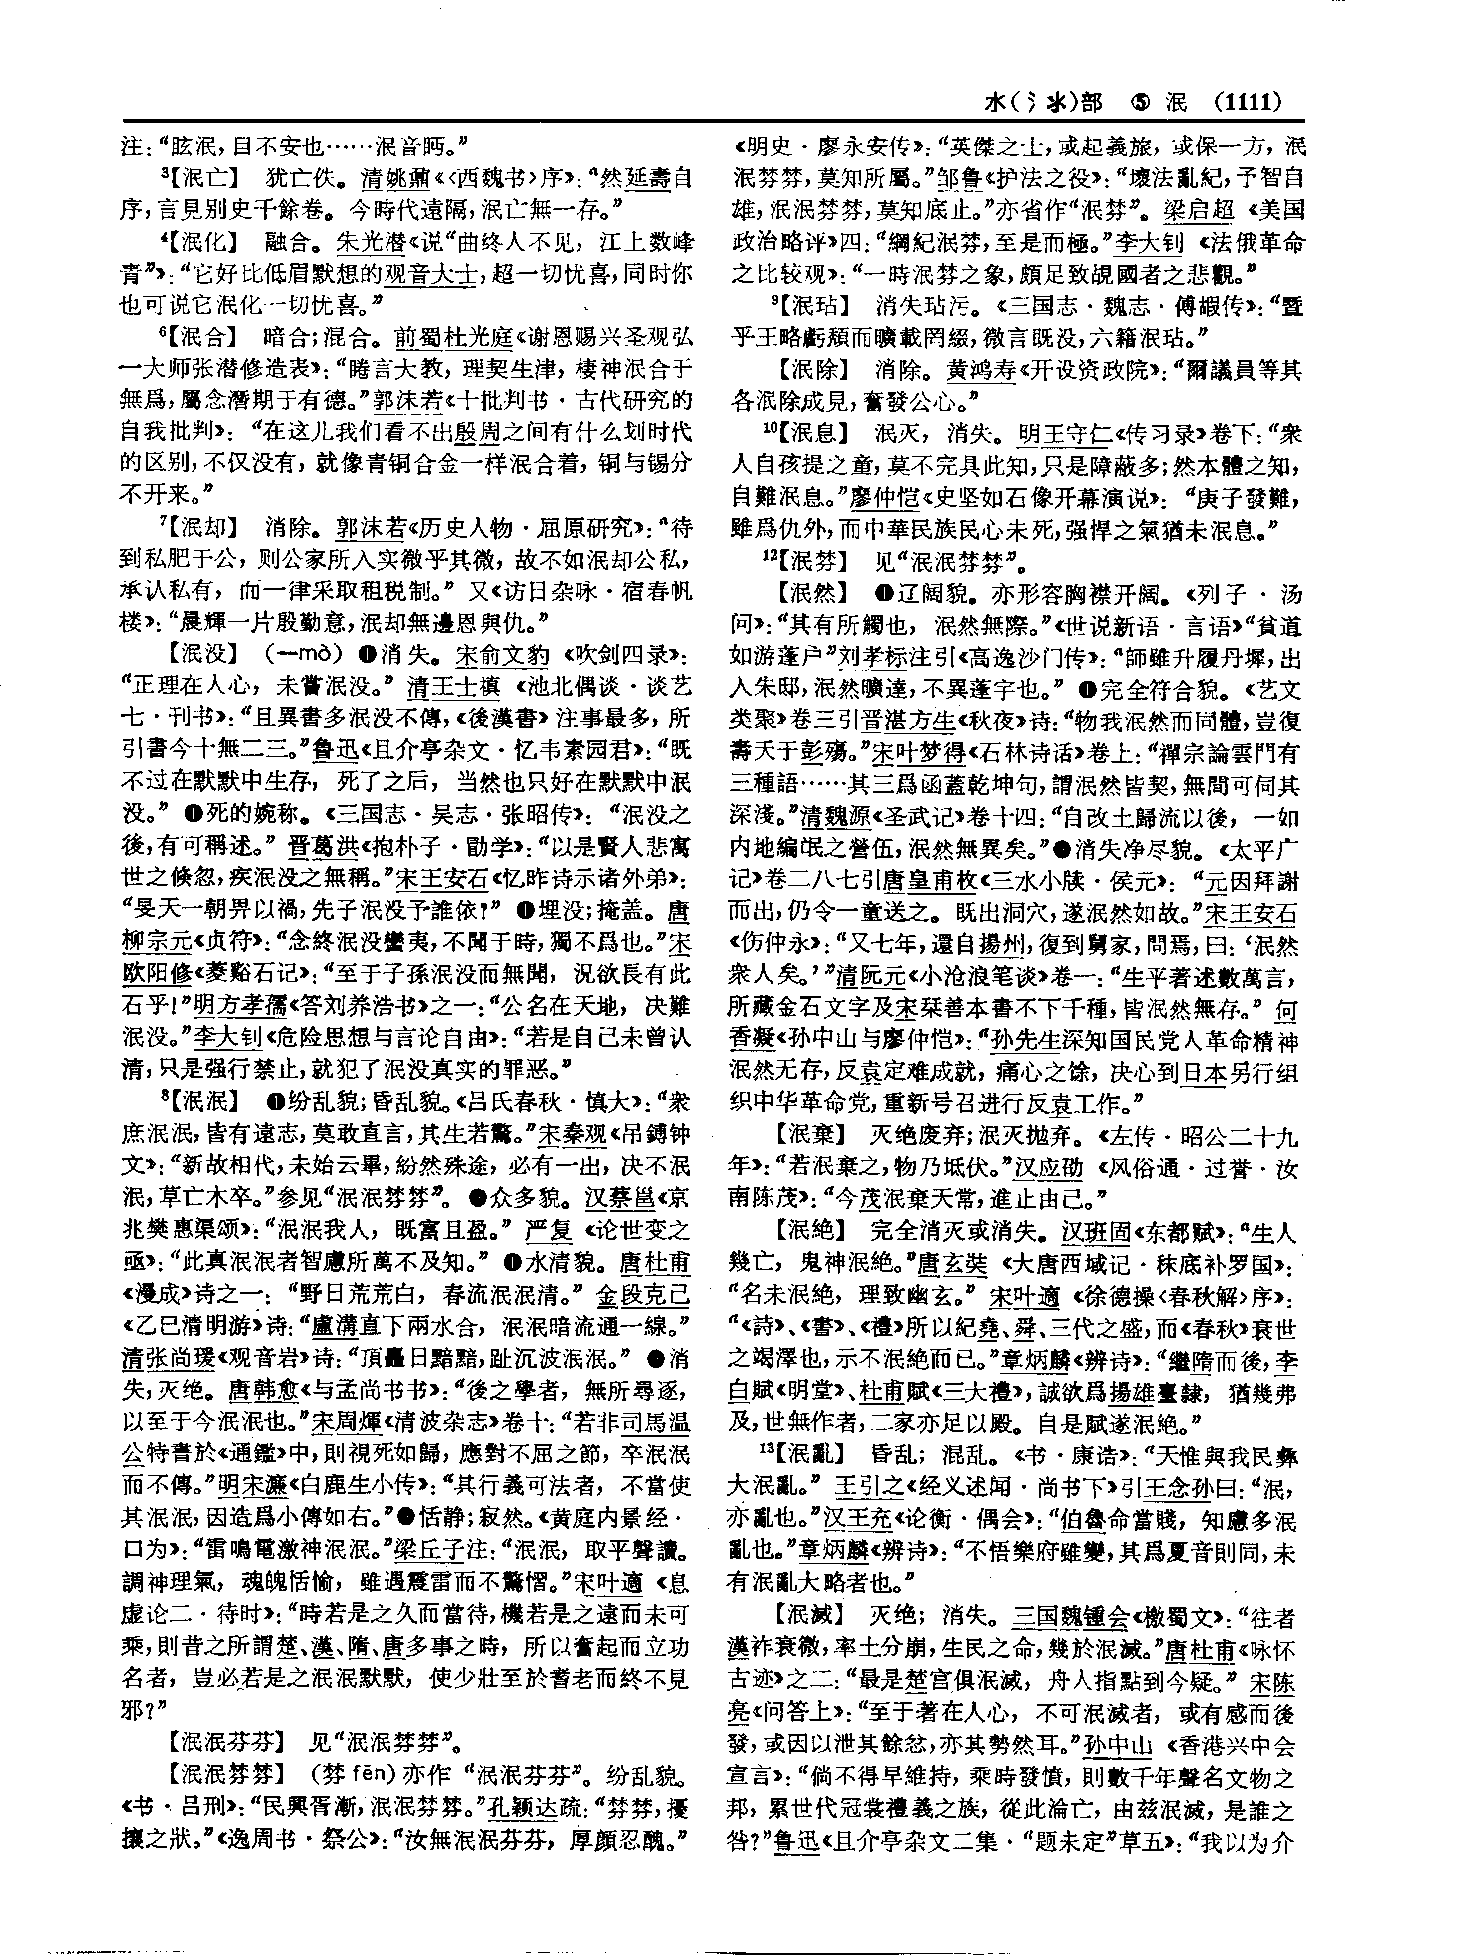 水(氵氺)部 ⑤ 泯 (1111)
注：“眩泯，目不安也……泯音眄。”
³【泯亡】 犹亡佚。清姚鼐《〈西魏书〉序》：“然延壽自
序，言見别史千餘卷。今時代遠隔，泯亡無一存。”
⁴【泯化】 融合。朱光潜《说“曲终人不见，江上数峰
青”》：“它好比低眉默想的观音大士，超一切忧喜，同时你
也可说它泯化一切忧喜。”
⁶【泯合】 暗合；混合。前蜀杜光庭《谢恩赐兴圣观弘
一大师张潜修造表》：“睠言大教，理契生津，棲神泯合于
無爲，屬念潛期于有德。”郭沫若《十批判书·古代研究的
自我批判》：“在这儿我们看不出殷周之间有什么划时代
的区别，不仅没有，就像青铜合金一样泯合着，铜与锡分
不开来。”
⁷【泯却】 消除。郭沫若《历史人物·屈原研究》：“待
到私肥于公，则公家所入实微乎其微，故不如泯却公私，
承认私有，而一律采取租税制。”又《访日杂咏·宿春帆
楼》：“晨輝一片殷勤意，泯却無邊恩與仇。”
【泯没】 （—mò）❶消失。宋俞文豹《吹剑四录》：
“正理在人心，未嘗泯没。”清王士禛《池北偶谈·谈艺
七·刊书》：“且異書多泯没不傳，《後漢書》注事最多，所
引書今十無二三。”鲁迅《且介亭杂文·忆韦素园君》：“既
不过在默默中生存，死了之后，当然也只好在默默中泯
没。”❷死的婉称。《三国志·吴志·张昭传》：“泯没之
後，有可稱述。”晋葛洪《抱朴子·勖学》：“以是賢人悲寓
世之倏忽，疾泯没之無稱。”宋王安石《忆昨诗示诸外弟》：
“旻天一朝畀以禍，先子泯没予誰依？”❸埋没；掩盖。唐
柳宗元《贞符》：“念終泯没蠻夷，不聞于時，獨不爲也。”宋
欧阳修《菱谿石记》：“至于子孫泯没而無聞，況欲長有此
石乎！”明方孝孺《答刘养浩书》之一：“公名在天地，决難
泯没。”李大钊《危险思想与言论自由》：“若是自己未曾认
清，只是强行禁止，就犯了泯没真实的罪恶。”
⁸【泯泯】 ❶纷乱貌；昏乱貌。《吕氏春秋·慎大》：“衆
庶泯泯，皆有遠志，莫敢直言，其生若驚。”宋秦观《吊鎛钟
文》：“新故相代，未始云畢，紛然殊途，必有一出，决不泯
泯，草亡木卒。”参见“泯泯棼棼”。❷众多貌。汉蔡邕《京
兆樊惠渠颂》：“泯泯我人，既富且盈。”严复《论世变之
亟》：“此真泯泯者智慮所萬不及知。”❸水清貌。唐杜甫
《漫成》诗之一：“野日荒荒白，春流泯泯清。”金段克己
《乙巳清明游》诗：“盧溝直下兩水合，泯泯暗流通一線。”
清张尚瑗《观音岩》诗：“頂矗日黯黯，趾沉波泯泯。”❹消
失，灭绝。唐韩愈《与孟尚书书》：“後之學者，無所尋逐，
以至于今泯泯也。”宋周煇《清波杂志》卷十：“若非司馬温
公特書於《通鑑》中，則視死如歸，應對不屈之節，卒泯泯
而不傳。”明宋濂《白鹿生小传》：“其行義可法者，不當使
其泯泯，因造爲小傳如右。”❺恬静；寂然。《黄庭内景经·
口为》：“雷鳴電激神泯泯。”梁丘子注：“泯泯，取平聲讀。
調神理氣，魂魄恬愉，雖遇震雷而不驚慴。”宋叶適《息
虚论二·待时》：“時若是之久而當待，機若是之遠而未可
乘，則昔之所謂楚、漢、隋、唐多事之時，所以奮起而立功
名者，豈必若是之泯泯默默，使少壯至於耆老而終不見
邪？”
【泯泯芬芬】 见“泯泯棼棼”。
【泯泯棼棼】 （棼 fēn）亦作“泯泯芬芬”。纷乱貌。
《书·吕刑》：“民興胥漸，泯泯棼棼。”孔颖达疏：“棼棼，擾
攘之狀。”《逸周书·祭公》：“汝無泯泯芬芬，厚顔忍醜。”
《明史·廖永安传》：“英傑之士，或起義旅，或保一方，泯
泯棼棼，莫知所屬。”邹鲁《护法之役》：“壞法亂紀，予智自
雄，泯泯棼棼，莫知底止。”亦省作“泯棼”。梁启超《美国
政治略评》四：“綱紀泯棼，至是而極。”李大钊《法俄革命
之比较观》：“一時泯棼之象，頗足致覘國者之悲觀。”
⁹【泯玷】 消失玷污。《三国志·魏志·傅嘏传》：“暨
乎王略虧頹而曠載罔綴，微言既没，六籍泯玷。”
【泯除】 消除。黄鸿寿《开设资政院》：“爾議員等其
各泯除成見，奮發公心。”
¹⁰【泯息】 泯灭，消失。明王守仁《传习录》卷下：“衆
人自孩提之童，莫不完具此知，只是障蔽多；然本體之知，
自難泯息。”廖仲恺《史坚如石像开幕演说》：“庚子發難，
雖爲仇外，而中華民族民心未死，强悍之氣猶未泯息。”
¹²【泯棼】 见“泯泯棼棼”。
【泯然】 ❶辽阔貌。亦形容胸襟开阔。《列子·汤
问》：“其有所觸也，泯然無際。”《世说新语·言语》“貧道
如游蓬户”刘孝标注引《高逸沙门传》：“師雖升履丹墀，出
入朱邸，泯然曠達，不異蓬宇也。”❷完全符合貌。《艺文
类聚》卷三引晋湛方生《秋夜》诗：“物我泯然而同體，豈復
壽夭于彭殤。”宋叶梦得《石林诗话》卷上：“禪宗論雲門有
三種語……其三爲函蓋乾坤句，謂泯然皆契，無間可伺其
深淺。”清魏源《圣武记》卷十四：“自改土歸流以後，一如
内地編氓之營伍，泯然無異矣。”❸消失净尽貌。《太平广
记》卷二八七引唐皇甫枚《三水小牍·侯元》：“元因拜謝
而出，仍令一童送之。既出洞穴，遂泯然如故。”宋王安石
《伤仲永》：“又七年，還自揚州，復到舅家，問焉，曰：‘泯然
衆人矣。’”清阮元《小沧浪笔谈》卷一：“生平著述數萬言，
所藏金石文字及宋栞善本書不下千種，皆泯然無存。”何
香凝《孙中山与廖仲恺》：“孙先生深知国民党人革命精神
泯然无存，反袁定难成就，痛心之馀，决心到日本另行组
织中华革命党，重新号召进行反袁工作。”
【泯棄】 灭绝废弃；泯灭抛弃。《左传·昭公二十九
年》：“若泯棄之，物乃坻伏。”汉应劭《风俗通·过誉·汝
南陈茂》：“今茂泯棄天常，進止由己。”
【泯絶】 完全消灭或消失。汉班固《东都赋》：“生人
幾亡，鬼神泯絶。”唐玄奘《大唐西域记·秣底补罗国》：
“名未泯絶，理致幽玄。”宋叶適《徐德操〈春秋解〉序》：
“《詩》、《書》、《禮》所以紀堯、舜、三代之盛，而《春秋》衰世
之竭澤也，示不泯絶而已。”章炳麟《辨诗》：“繼隋而後，李
白賦《明堂》、杜甫賦《三大禮》，誠欲爲揚雄臺隸，猶幾弗
及，世無作者，二家亦足以殿。自是賦遂泯絶。”
¹³【泯亂】 昏乱；混乱。《书·康诰》：“天惟與我民彝
大泯亂。”王引之《经义述闻·尚书下》引王念孙曰：“泯，
亦亂也。”汉王充《论衡·偶会》：“伯魯命當賤，知慮多泯
亂也。”章炳麟《辨诗》：“不悟樂府雖變，其爲夏音則同，未
有泯亂大略者也。”
【泯滅】 灭绝；消失。三国魏锺会《檄蜀文》：“往者
漢祚衰微，率土分崩，生民之命，幾於泯滅。”唐杜甫《咏怀
古迹》之二：“最是楚宫俱泯滅，舟人指點到今疑。”宋陈
亮《问答上》：“至于著在人心，不可泯滅者，或有感而後
發，或因以泄其餘忿，亦其勢然耳。”孙中山《香港兴中会
宣言》：“倘不得早維持，乘時發憤，則數千年聲名文物之
邦，累世代冠裳禮義之族，從此淪亡，由兹泯滅，是誰之
咎？”鲁迅《且介亭杂文二集·“题未定”草五》：“我以为介